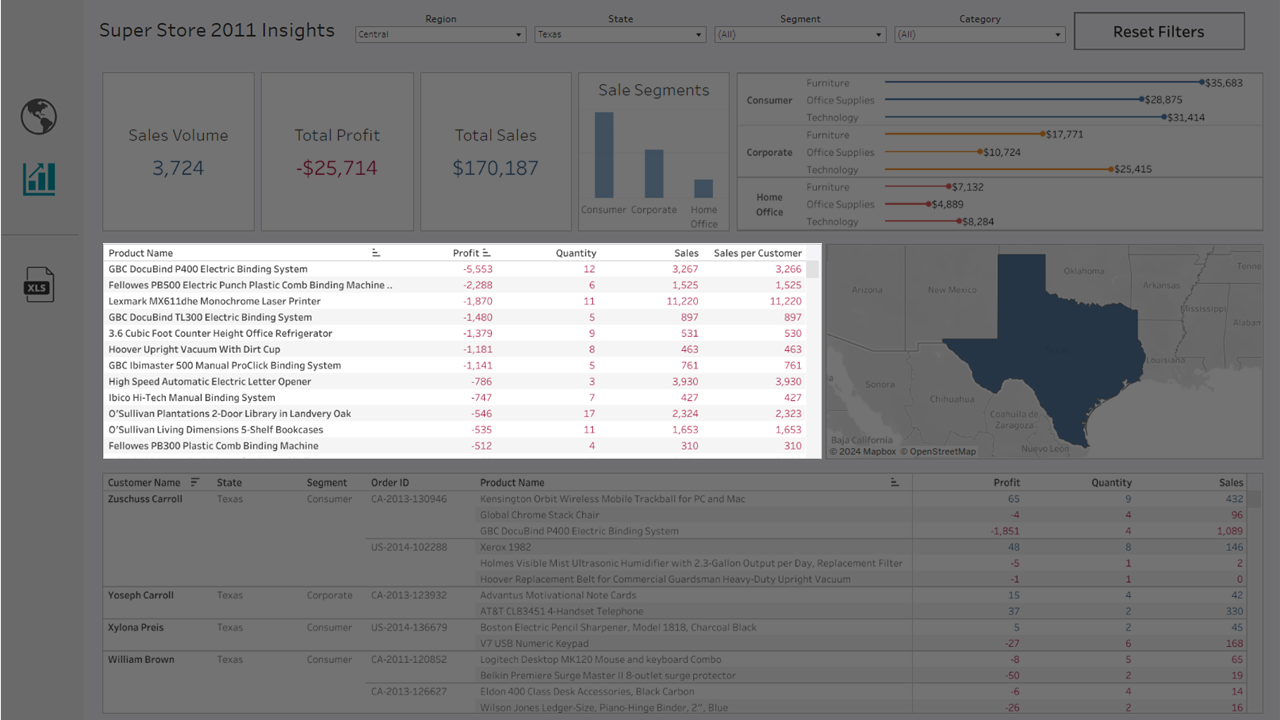 Super Store 2011 Insights
Region State Segment Category
Central Texas (All) (All) Reset Filters
Sales Volume
3,724
Total Profit
-$25,714
Total Sales
$170,187
Sale Segments
Consumer Corporate Home Office
Consumer Furniture $35,683
Office Supplies $28,875
Technology $31,414
Corporate Furniture $17,771
Office Supplies $10,724
Technology $25,415
Home Office Furniture $7,132
Office Supplies $4,889
Technology $8,284
XLS
Product Name Profit Quantity Sales Sales per Customer
GBC DocuBind P400 Electric Binding System -5,553 12 3,267 3,266
Fellowes PB500 Electric Punch Plastic Comb Binding Machine .. -2,288 6 1,525 1,525
Lexmark MX611dhe Monochrome Laser Printer -1,870 11 11,220 11,220
GBC DocuBind TL300 Electric Binding System -1,480 5 897 897
3.6 Cubic Foot Counter Height Office Refrigerator -1,379 9 531 530
Hoover Upright Vacuum With Dirt Cup -1,181 8 463 463
GBC Ibimaster 500 Manual ProClick Binding System -1,141 5 761 761
High Speed Automatic Electric Letter Opener -786 3 3,930 3,930
Ibico Hi-Tech Manual Binding System -747 7 427 427
O'Sullivan Plantations 2-Door Library in Landvery Oak -546 17 2,324 2,323
O'Sullivan Living Dimensions 5-Shelf Bookcases -535 11 1,653 1,653
Fellowes PB300 Plastic Comb Binding Machine -512 4 310 310
Tenne
Oklahoma
Arizona
New Mexico
Arkansas
Mississippi
Alabam
Louisiana
Sonora
Chihuahua
Coahuila de Zaragoza
Baja California
Nuevo León
© 2024 Mapbox © OpenStreetMap
Customer Name State Segment Order ID Product Name Profit Quantity Sales
Zuschuss Carroll Texas Consumer CA-2013-130946 Kensington Orbit Wireless Mobile Trackball for PC and Mac 65 9 432
Global Chrome Stack Chair -4 4 96
GBC DocuBind P400 Electric Binding System -1,851 4 1,089
US-2014-102288 Xerox 1982 48 8 146
Holmes Visible Mist Ultrasonic Humidifier with 2.3-Gallon Output per Day, Replacement Filter -5 1 2
Hoover Replacement Belt for Commercial Guardsman Heavy-Duty Upright Vacuum -1 1 0
Yoseph Carroll Texas Corporate CA-2013-123932 Advantus Motivational Note Cards 15 4 42
AT&T CL83451 4-Handset Telephone 37 2 330
Xylona Preis Texas Consumer US-2014-136679 Boston Electric Pencil Sharpener, Model 1818, Charcoal Black 5 2 45
V7 USB Numeric Keypad -27 6 168
William Brown Texas Consumer CA-2011-120852 Logitech Desktop MK120 Mouse and keyboard Combo -8 5 65
Belkin Premiere Surge Master II 8-outlet surge protector -50 2 19
CA-2013-126627 Eldon 400 Class Desk Accessories, Black Carbon -6 4 14
Wilson Jones Ledger-Size, Piano-Hinge Binder, 2", Blue -26 2 16